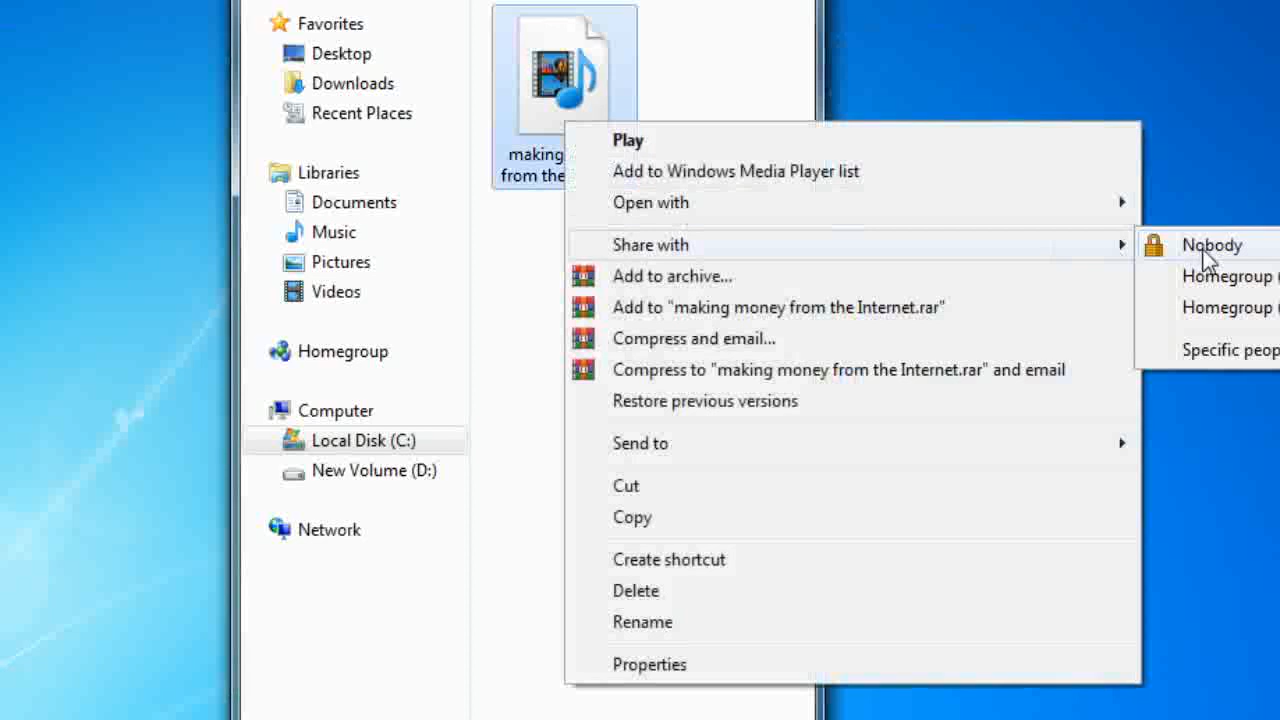 Favorites
Desktop
Downloads
Recent Places
Libraries
Documents
Music
Pictures
Videos
Homegroup
Computer
Local Disk (C:)
New Volume (D:)
Network
making
from the
Play
Add to Windows Media Player list
Open with
Share with
Add to archive...
Add to "making money from the Internet.rar"
Compress and email...
Compress to "making money from the Internet.rar" and email
Restore previous versions
Send to
Cut
Copy
Create shortcut
Delete
Rename
Properties
Nobody
Homegroup (
Homegroup (
Specific peop